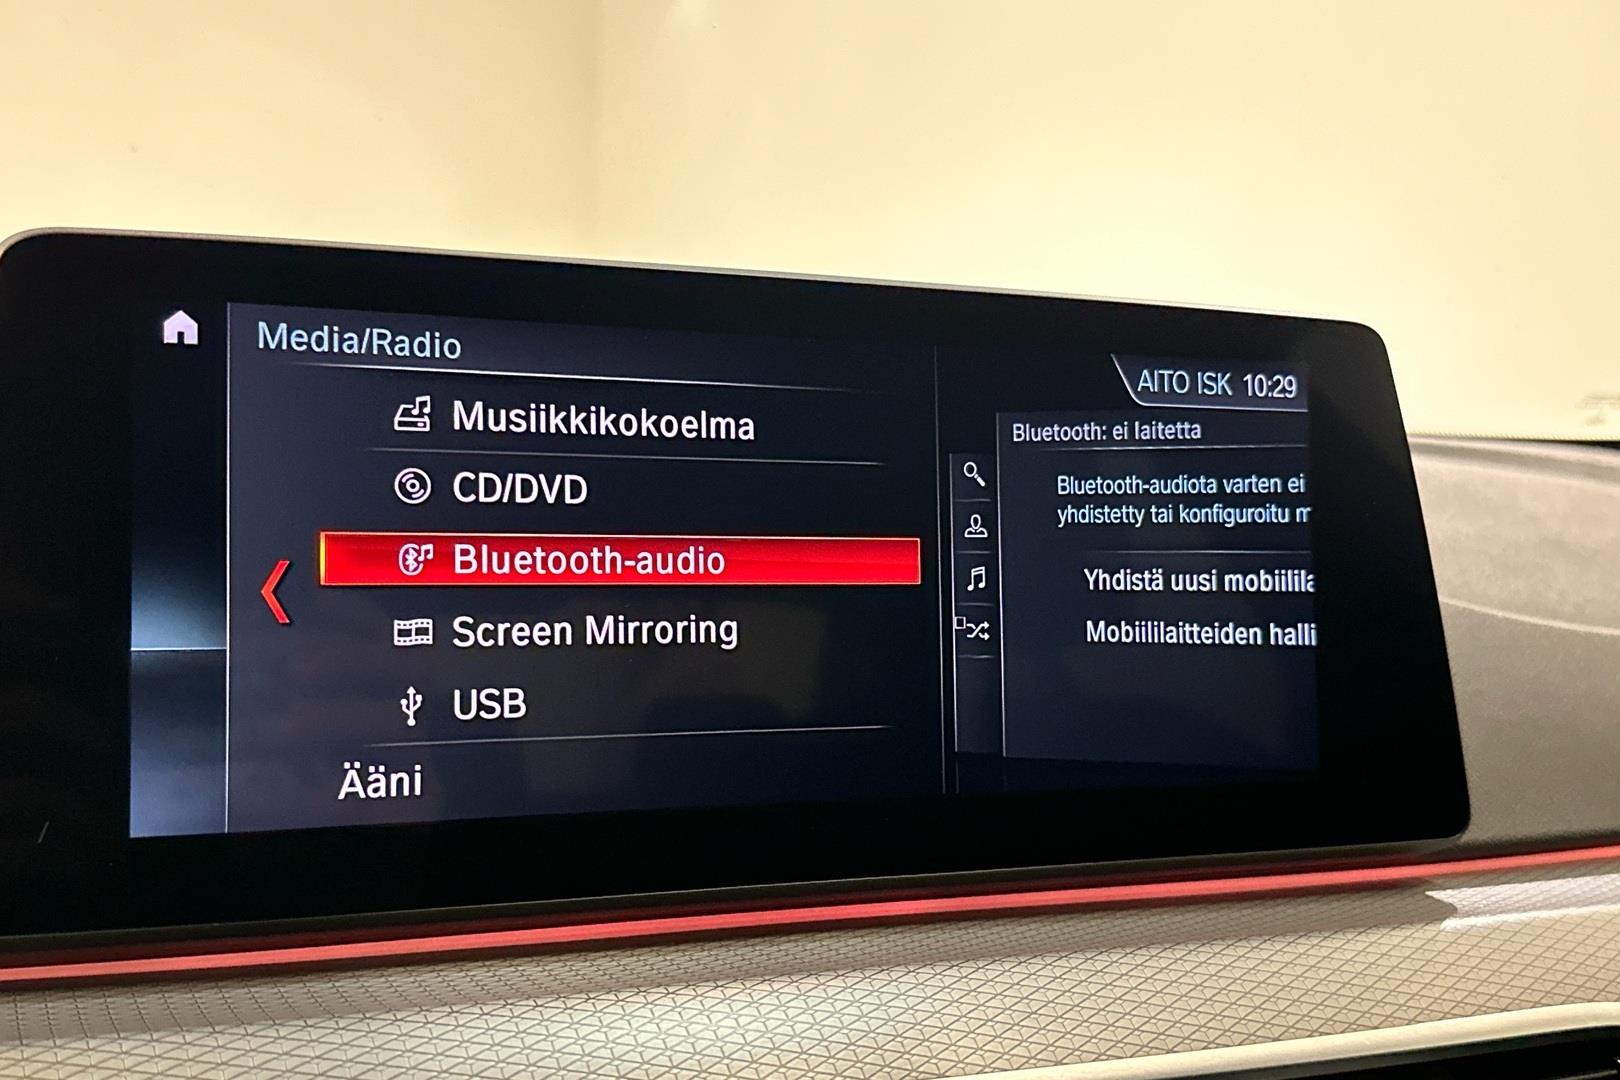 Media/Radio
Musiikkikokoelma
CD/DVD
Bluetooth-audio
Screen Mirroring
USB
Ääni
AITO ISK 10:29
Bluetooth: ei laitetta
Bluetooth-audiota varten ei
yhdistetty tai konfiguroitu
Yhdistä uusi
Mobiililaitteiden